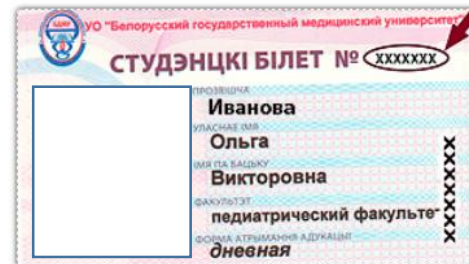 УО "Белорусский государственный медицинский университет"
СТУДЭНЦКІ БІЛЕТ № XXXXXXX
ПРОЗВІШЧА
Иванова
УЛАСНАЕ ІМЯ
Ольга
ІМЯ ПА БАЦЬКУ
Викторовна
ФАКУЛЬТЭТ
педиатрический факульте
ФОРМА АТРЫМАННЯ АДУКАЦЫІ
дневная
XXXXXXX